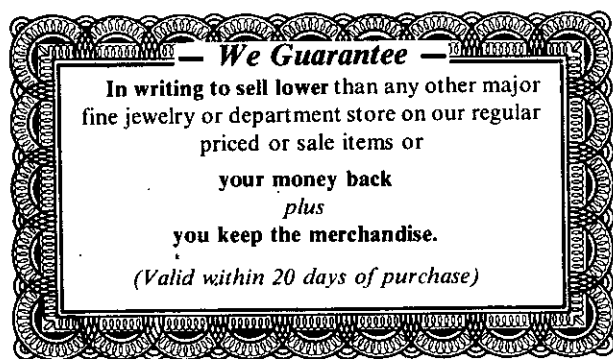 — We Guarantee —
In writing to sell lower than any other major
fine jewelry or department store on our regular
priced or sale items or
your money back
plus
you keep the merchandise.
(Valid within 20 days of purchase)